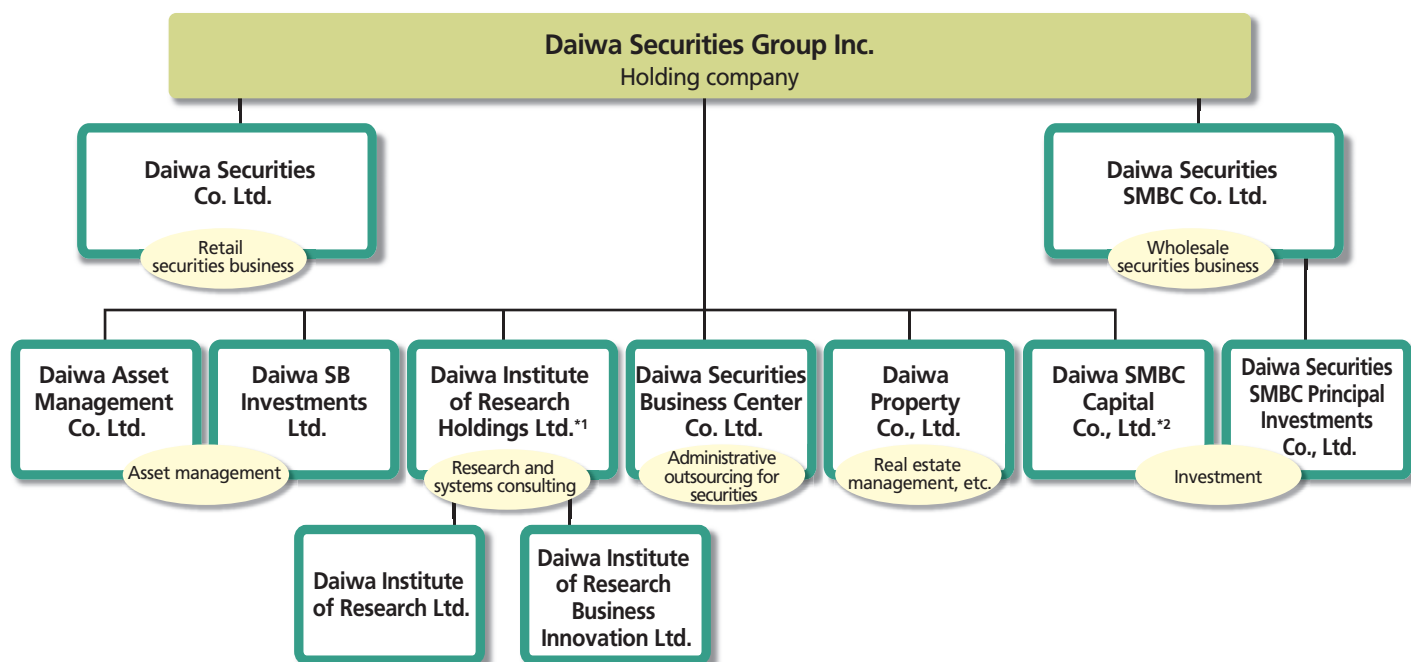 Daiwa Securities Group Inc.
Holding company
Daiwa Securities
Co. Ltd.
Retail
securities business
Daiwa Securities
SMBC Co. Ltd.
Wholesale
securities business
Daiwa Asset
Management
Co. Ltd.
Daiwa SB
Investments
Ltd.
Asset management
Daiwa Institute
of Research
Holdings Ltd.*1
Research and
systems consulting
Daiwa Securities
Business Center
Co. Ltd.
Administrative
outsourcing for
securities
Daiwa
Property
Co., Ltd.
Real estate
management, etc.
Daiwa SMBC
Capital
Co., Ltd.*2
Daiwa Securities
SMBC Principal
Investments
Co., Ltd.
Investment
Daiwa Institute
of Research Ltd.
Daiwa Institute
of Research
Business
Innovation Ltd.